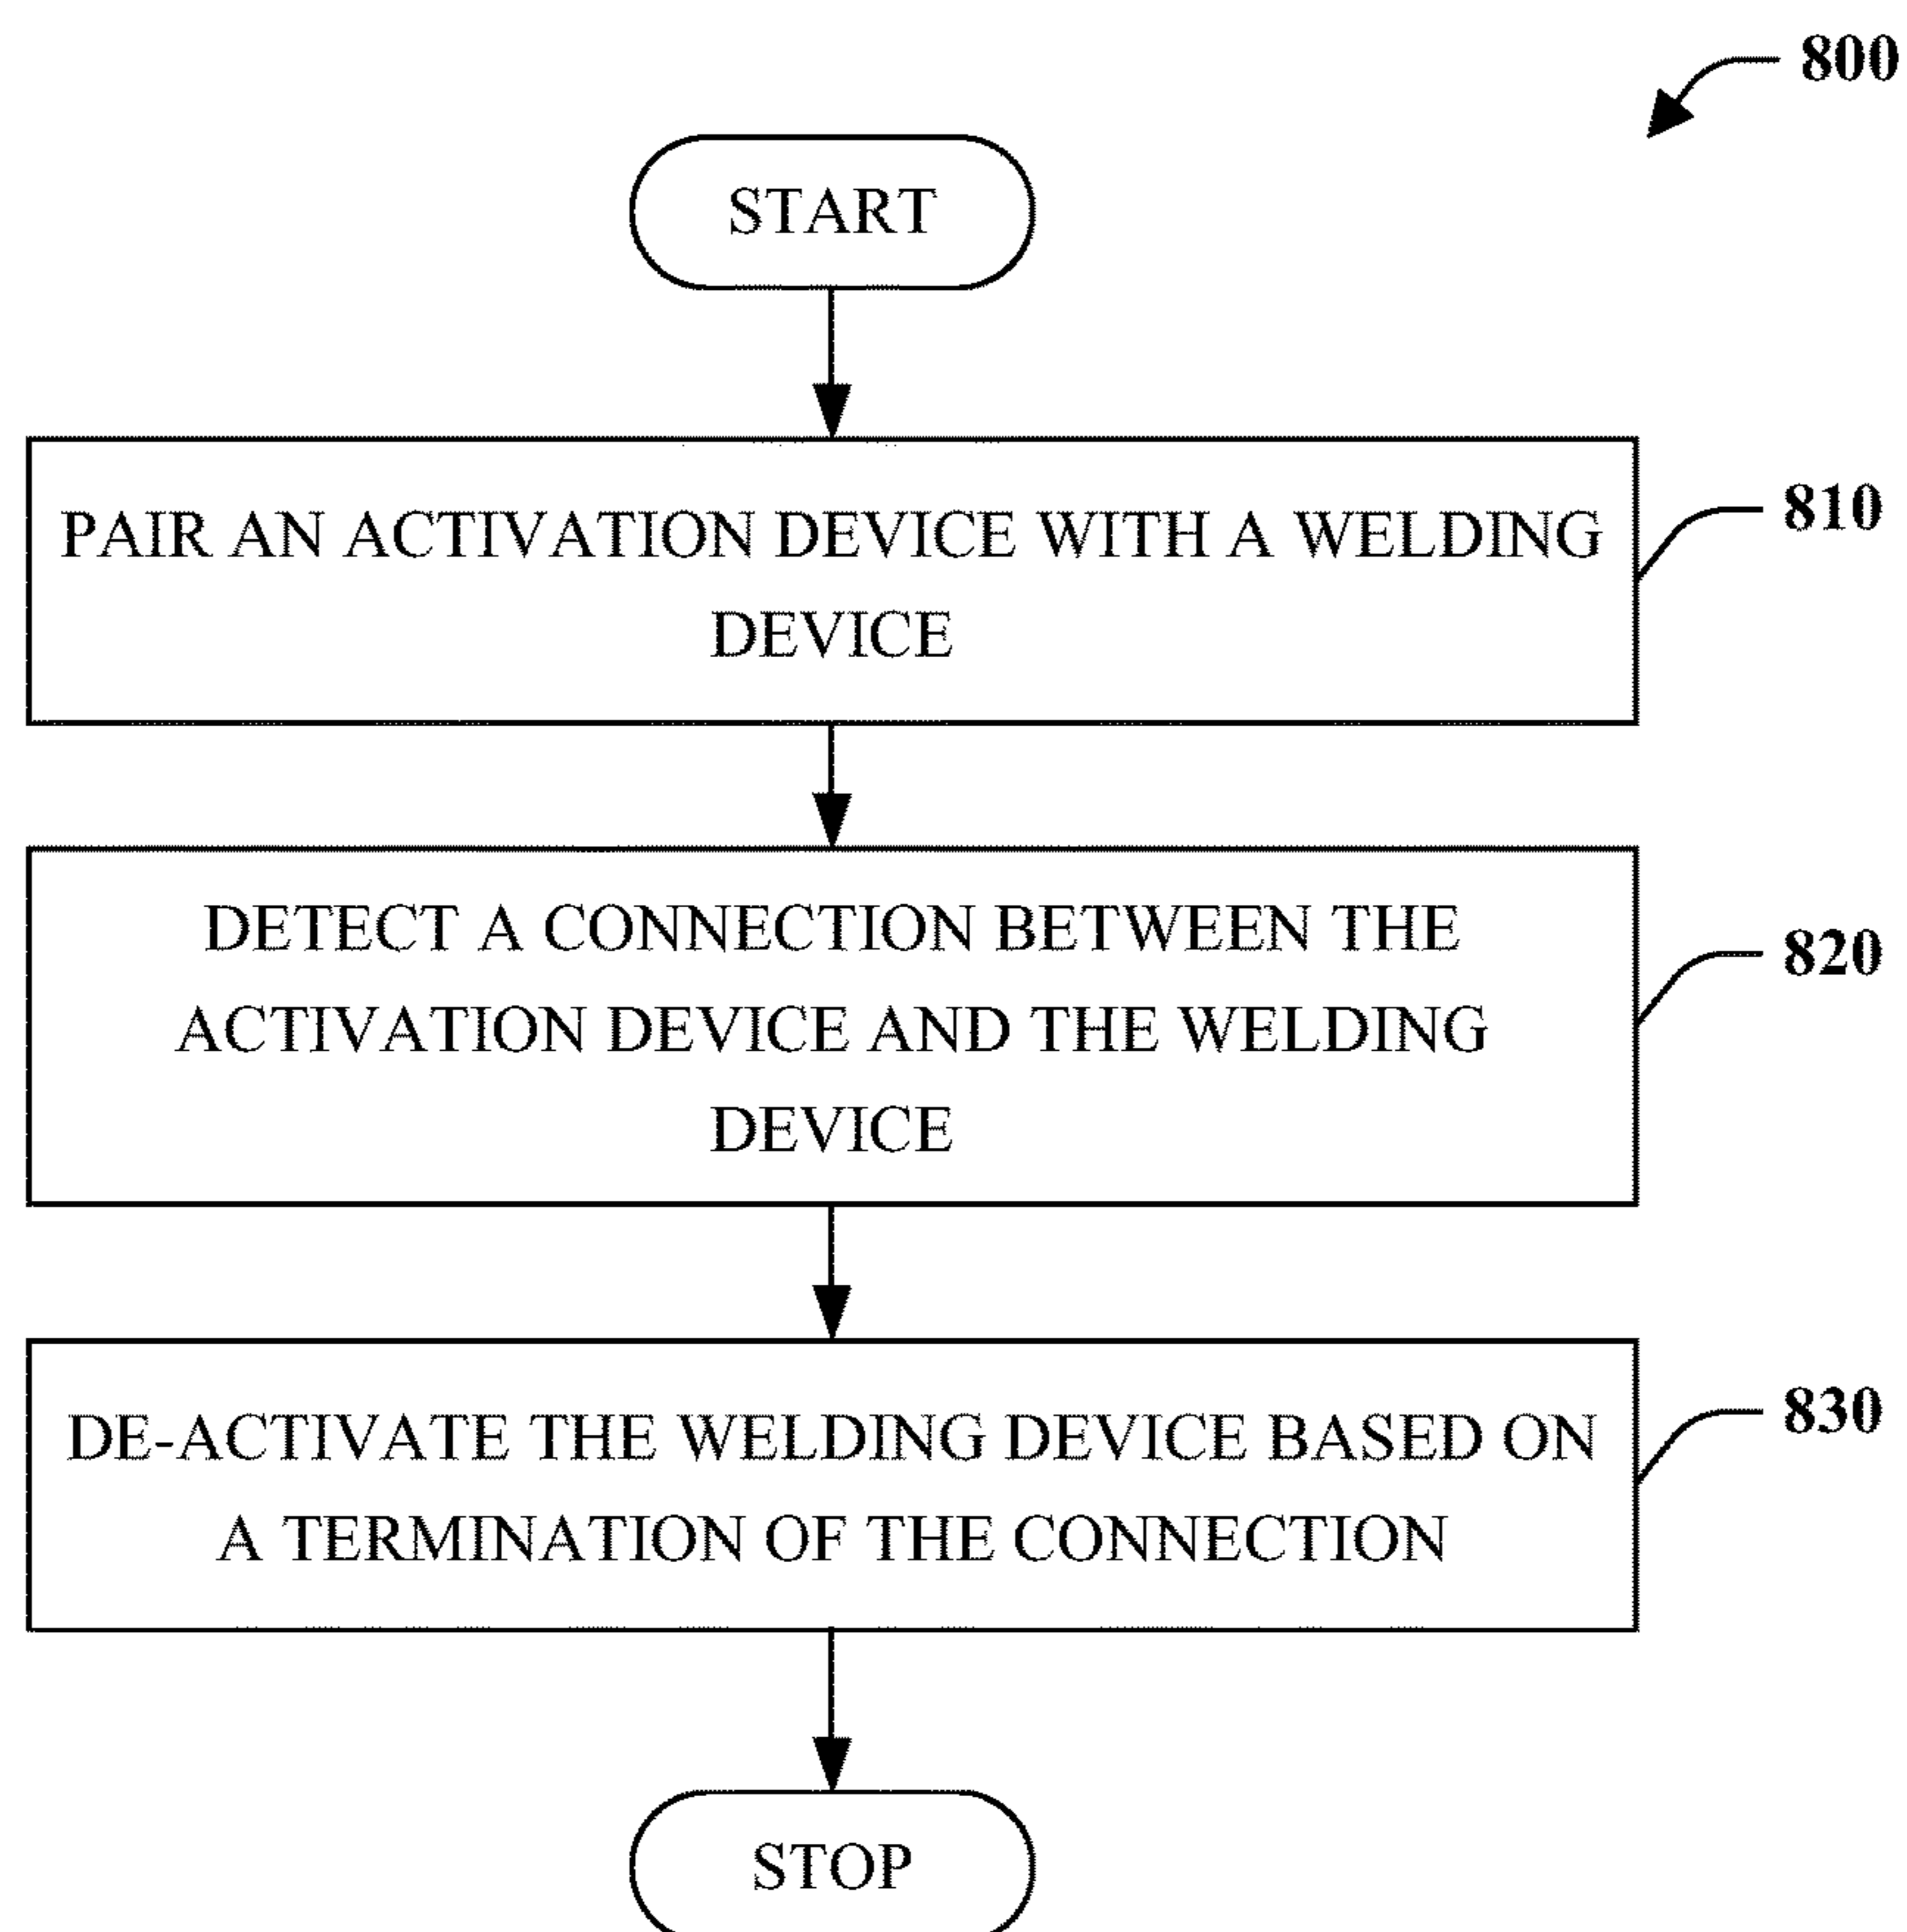 800
START
PAIR AN ACTIVATION DEVICE WITH A WELDING
DEVICE
810
DETECT A CONNECTION BETWEEN THE
ACTIVATION DEVICE AND THE WELDING
DEVICE
820
DE-ACTIVATE THE WELDING DEVICE BASED ON
A TERMINATION OF THE CONNECTION
830
STOP